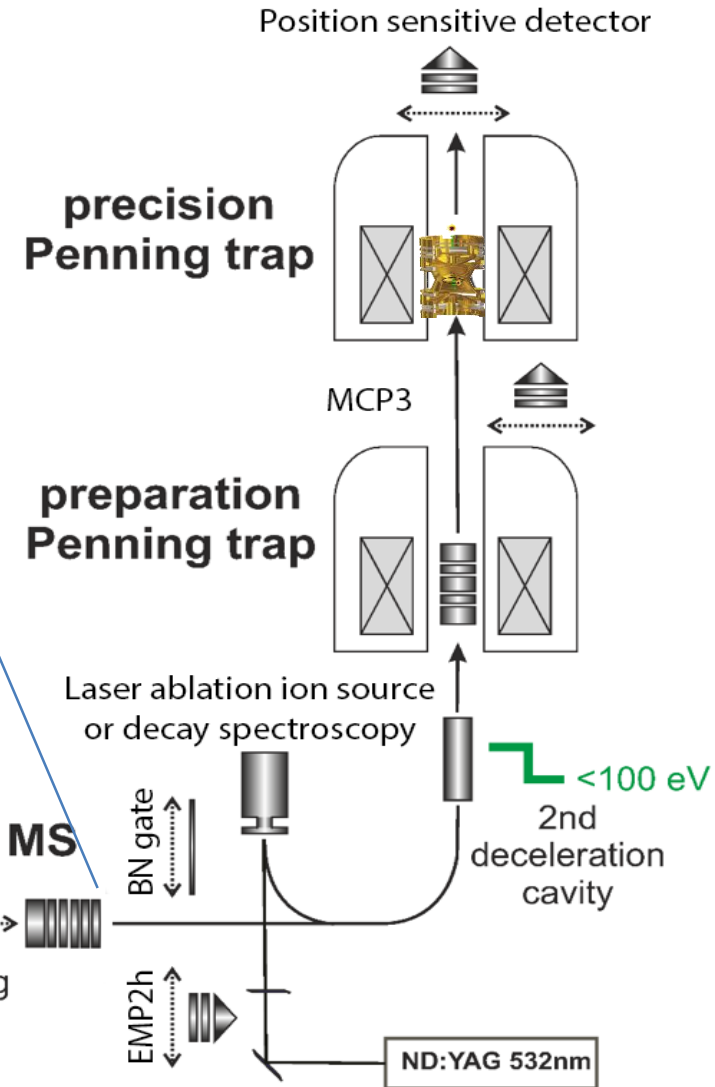 Position sensitive detector
precision
Penning trap
MCP3
preparation
Penning trap
Laser ablation ion source
or decay spectroscopy
<100 eV
2nd
deceleration
cavity
BN gate
MS
g
EMP2h
ND:YAG 532nm